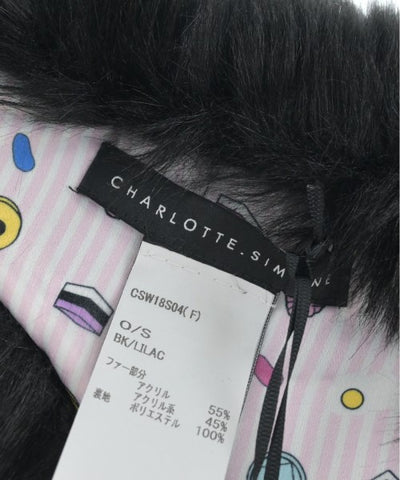 CHARLOTTE.SIM NE
CSW18S04(F)
O/S
BK/LILAC
ファー部分
アクリル 55%
アクリル系 45%
裏地 ポリエステル 100%